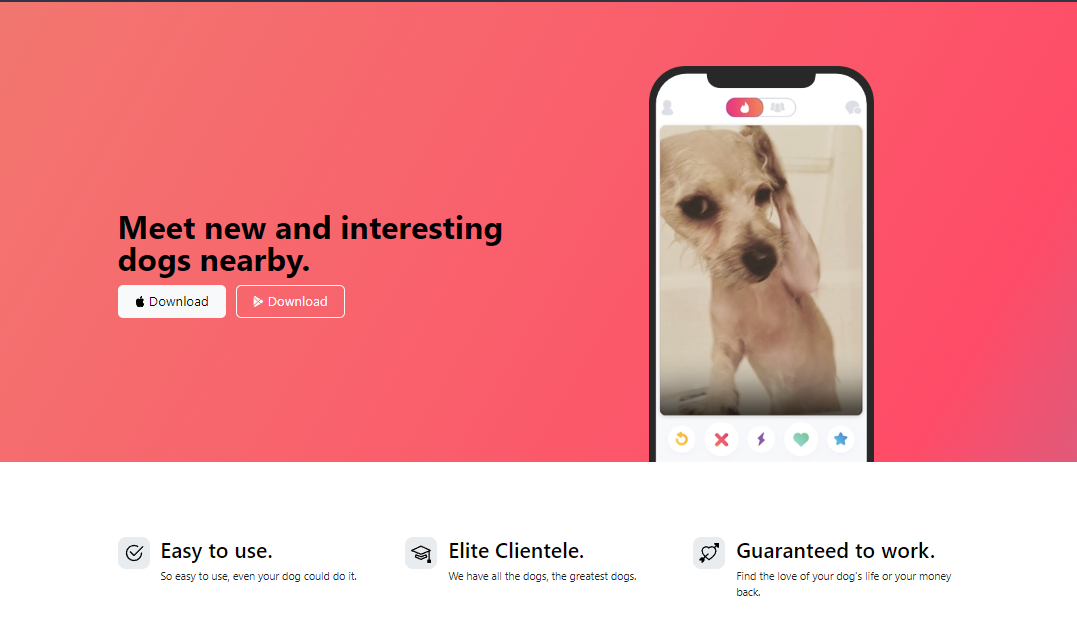 Meet new and interesting
dogs nearby.
Download
Download
Easy to use.
So easy to use, even your dog could do it.
Elite Clientele.
We have all the dogs, the greatest dogs.
Guaranteed to work.
Find the love of your dog's life or your money
back.